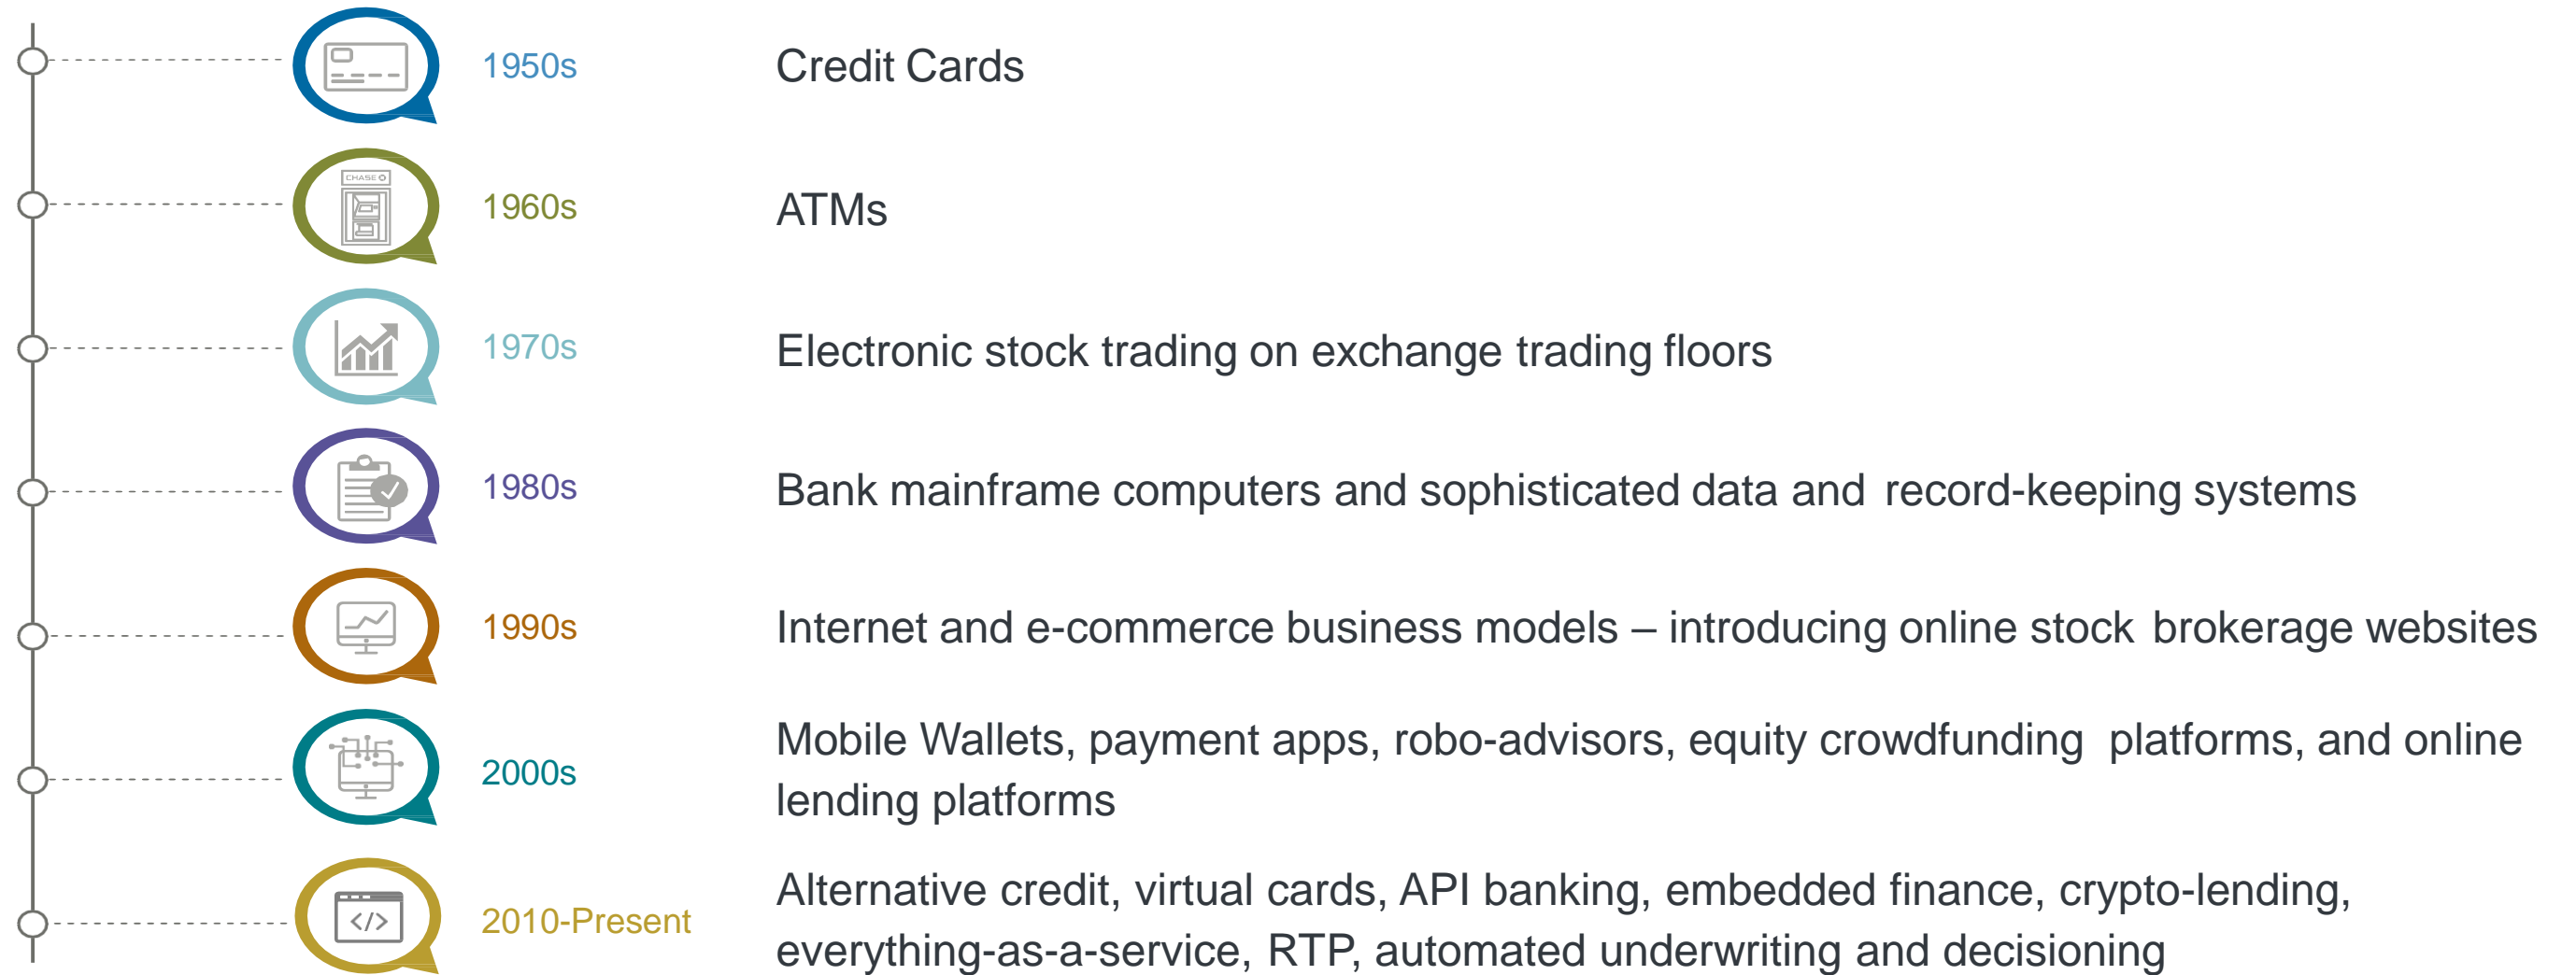 1950s
Credit Cards
CHASE
1960s
ATMs
1970s
Electronic stock trading on exchange trading floors
1980s
Bank mainframe computers and sophisticated data and record-keeping systems
1990s
Internet and e-commerce business models – introducing online stock brokerage websites
2000s
Mobile Wallets, payment apps, robo-advisors, equity crowdfunding platforms, and online
lending platforms
</>
2010-Present
Alternative credit, virtual cards, API banking, embedded finance, crypto-lending,
everything-as-a-service, RTP, automated underwriting and decisioning